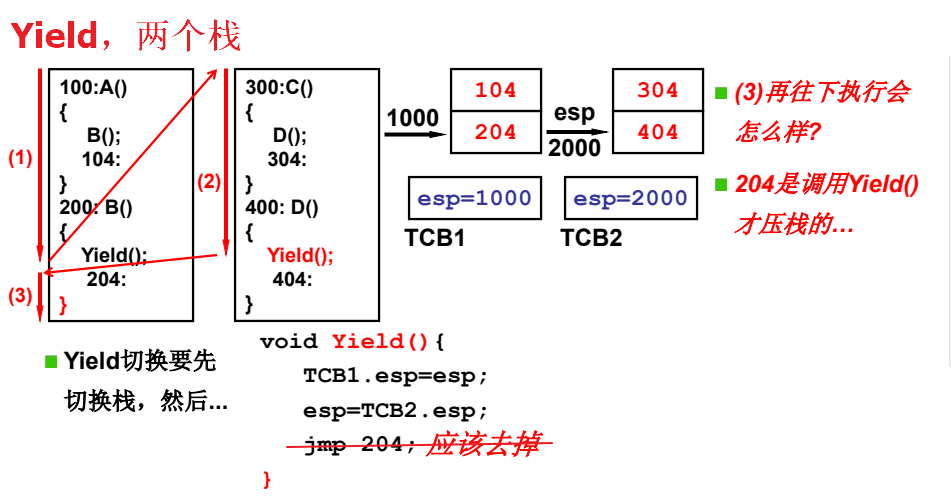 Yield，两个栈
100:A()
{
B();
104:
}
200: B()
{
Yield();
204:
}
(1)
(3)
300:C()
{
D();
304:
}
400: D()
{
Yield();
404:
}
(2)
1000
104
204
esp
2000
304
404
esp=1000
TCB1
esp=2000
TCB2
(3)再往下执行会
怎么样?
204是调用Yield()
才压栈的…
Yield切换要先
切换栈，然后...
void Yield(){
TCB1.esp=esp;
esp=TCB2.esp;
jmp 204; 应该去掉
}